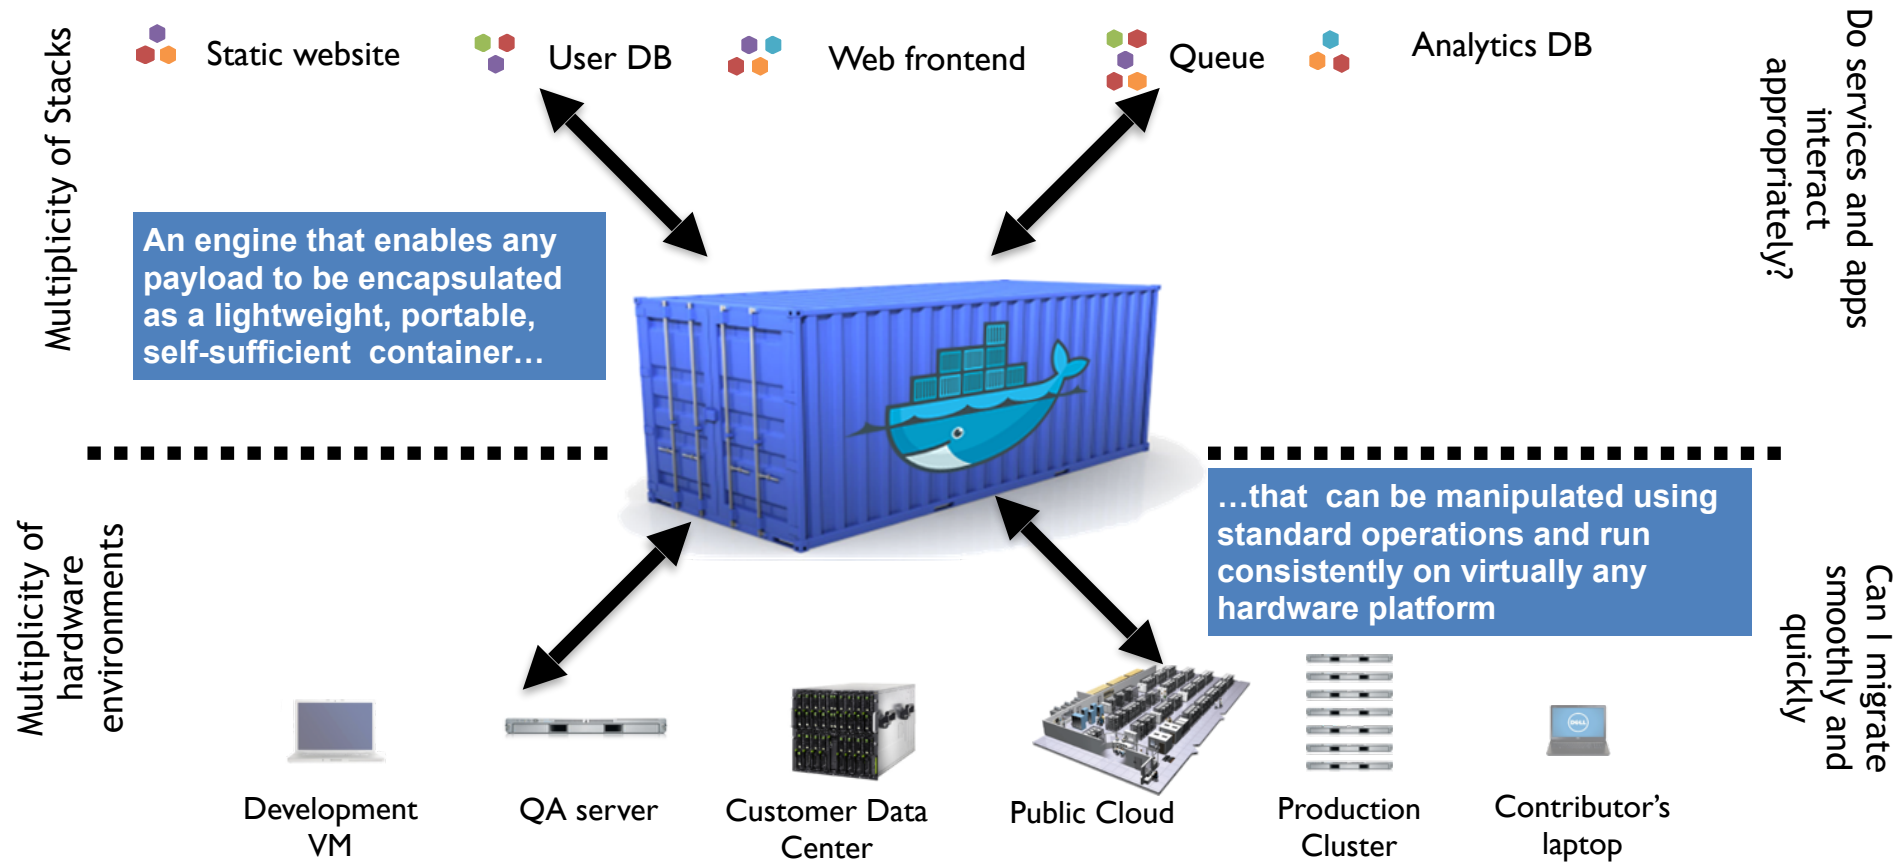 Multiplicity of Stacks
Static website
User DB
Web frontend
Queue
Analytics DB
Do services and apps
interact
appropriately?
An engine that enables any
payload to be encapsulated
as a lightweight, portable,
self-sufficient container…
…that can be manipulated using
standard operations and run
consistently on virtually any
hardware platform
Multiplicity of
hardware
environments
Can I migrate
smoothly and
quickly
DELL
Development
VM
QA server
Customer Data
Center
Public Cloud
Production
Cluster
Contributor’s
laptop